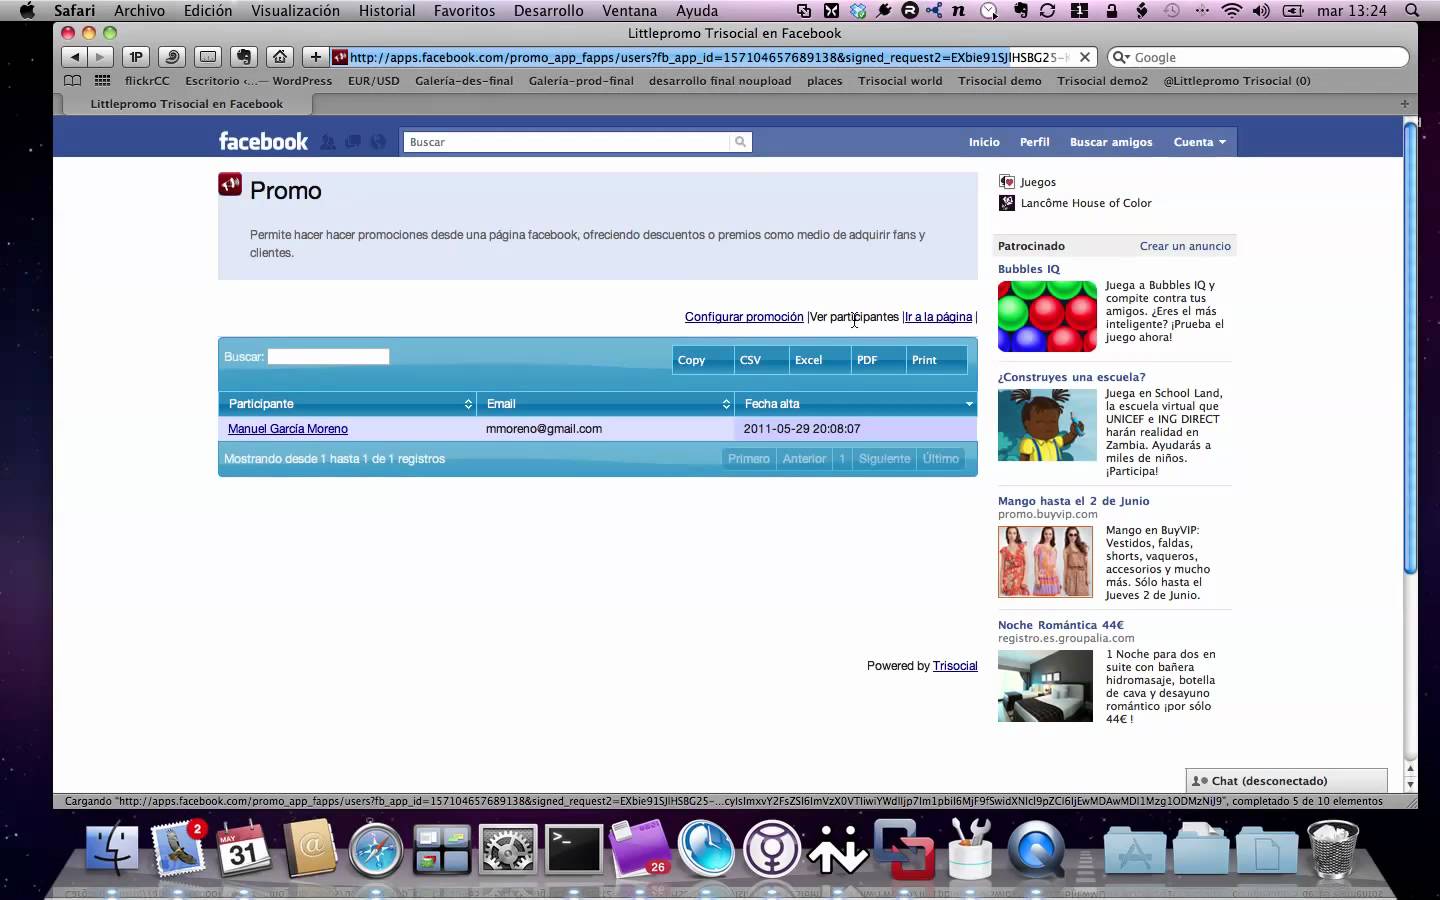 Safari Archivo Edición Visualización Historial Favoritos Desarrollo Ventana Ayuda mar 13:24
Littlepromo Trisocial en Facebook
1P http://apps.facebook.com/promo_app_fapps/users?fb_app_id=157104657689138&signed_request2=EXbie91SJlHSBG25- Google
flickrCC Escritorio ‹...— WordPress EUR/USD Galería-des-final Galería-prod-final desarrollo final noupload places Trisocial world Trisocial demo Trisocial demo2 @Littlepromo Trisocial (0)
Littlepromo Trisocial en Facebook
facebook Buscar Inicio Perfil Buscar amigos Cuenta
Promo
Permite hacer hacer promociones desde una página facebook, ofreciendo descuentos o premios como medio de adquirir fans y
clientes.
Configurar promoción |Ver participantes |Ir a la página |
Buscar: Copy CSV Excel PDF Print
Participante Email Fecha alta
Manuel García Moreno mmoreno@gmail.com 2011-05-29 20:08:07
Mostrando desde 1 hasta 1 de 1 registros Primero Anterior 1 Siguiente Último
Powered by Trisocial
Juegos
Lancôme House of Color
Patrocinado Crear un anuncio
Bubbles IQ
Juega a Bubbles IQ y
compite contra tus
amigos. ¿Eres el más
inteligente? ¡Prueba el
juego ahora!
¿Construyes una escuela?
Juega en School Land,
la escuela virtual que
UNICEF e ING DIRECT
harán realidad en
Zambia. Ayudarás a
miles de niños.
¡Participa!
Mango hasta el 2 de Junio
promo.buyvip.com
Mango en BuyVIP:
Vestidos, faldas,
shorts, vaqueros,
accesorios y mucho
más. Sólo hasta el
Jueves 2 de Junio.
Noche Romántica 44€
registro.es.groupalia.com
1 Noche para dos en
suite con bañera
hidromasaje, botella
de cava y desayuno
romántico ¡por sólo
44€ !
Chat (desconectado)
Cargando "http://apps.facebook.com/promo_app_fapps/users?fb_app_id=157104657689138&signed_request2=EXbie91SJlHSBG25-...cyIsImxvY2FsZSI6ImVzX0VTIiwiYWdlIjp7Im1pbiI6MjF9fSwidXNlcl9pZCI6IjEwMDAwMDI1Mzg1ODMzNiJ9", completado 5 de 10 elementos
2
MAY
31
26